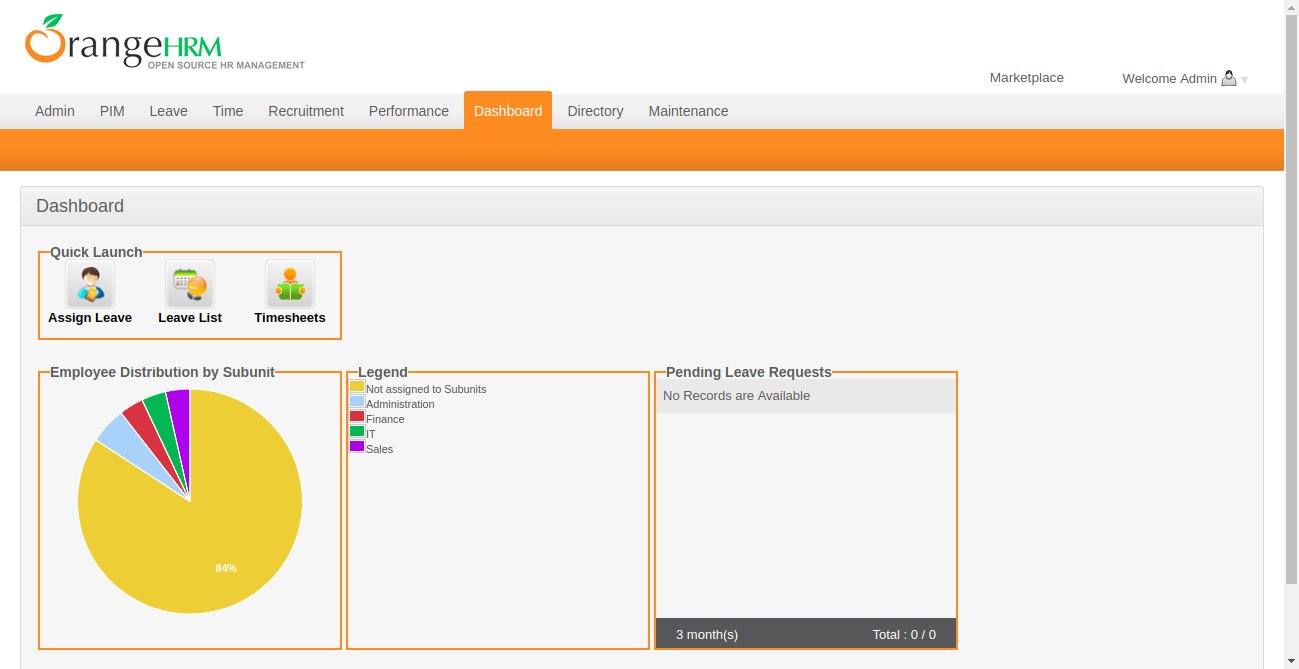 OrangeHRM
OPEN SOURCE HR MANAGEMENT
Marketplace
Welcome Admin
Admin PIM Leave Time Recruitment Performance Dashboard Directory Maintenance
Dashboard
Quick Launch
Assign Leave Leave List Timesheets
Employee Distribution by Subunit
84%
Legend
Not assigned to Subunits
Administration
Finance
IT
Sales
Pending Leave Requests
No Records are Available
3 month(s) Total : 0 / 0